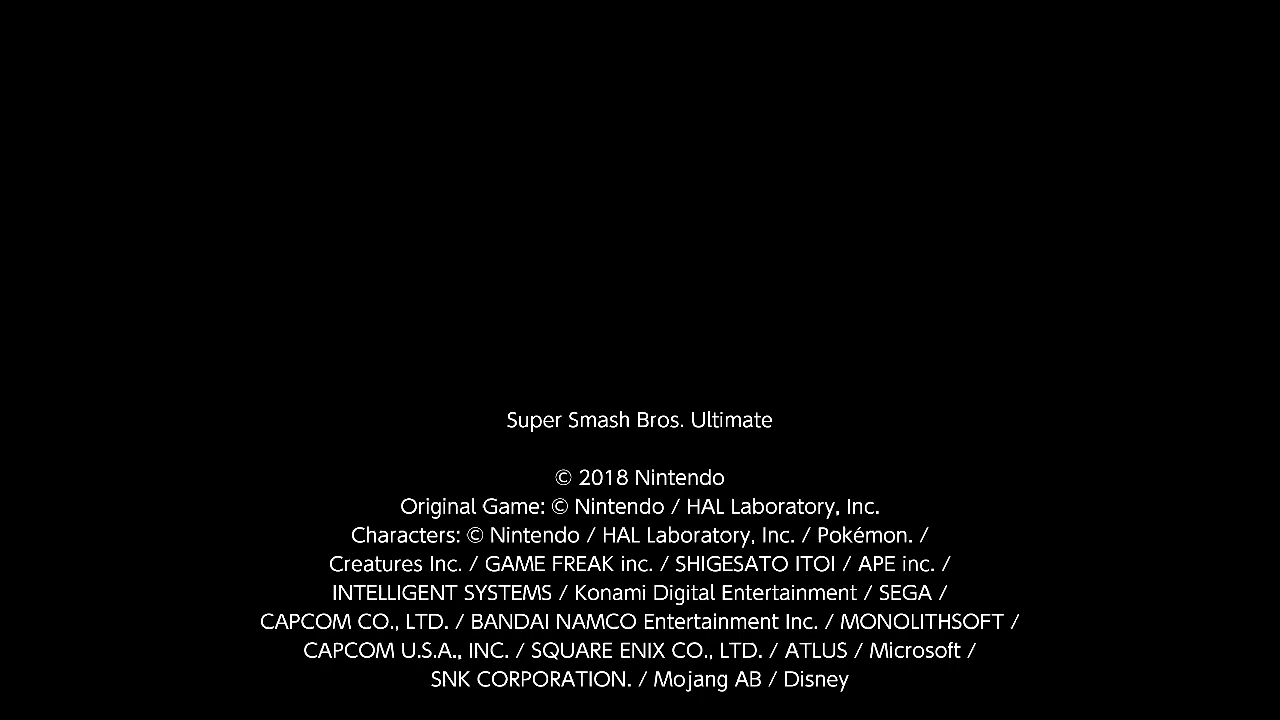 Super Smash Bros. Ultimate
© 2018 Nintendo
Original Game: © Nintendo / HAL Laboratory, Inc.
Characters: © Nintendo / HAL Laboratory, Inc. / Pokémon. /
Creatures Inc. / GAME FREAK inc. / SHIGESATO ITOI / APE inc. /
INTELLIGENT SYSTEMS / Konami Digital Entertainment / SEGA /
CAPCOM CO., LTD. / BANDAI NAMCO Entertainment Inc. / MONOLITHSOFT /
CAPCOM U.S.A., INC. / SQUARE ENIX CO., LTD. / ATLUS / Microsoft /
SNK CORPORATION. / Mojang AB / Disney